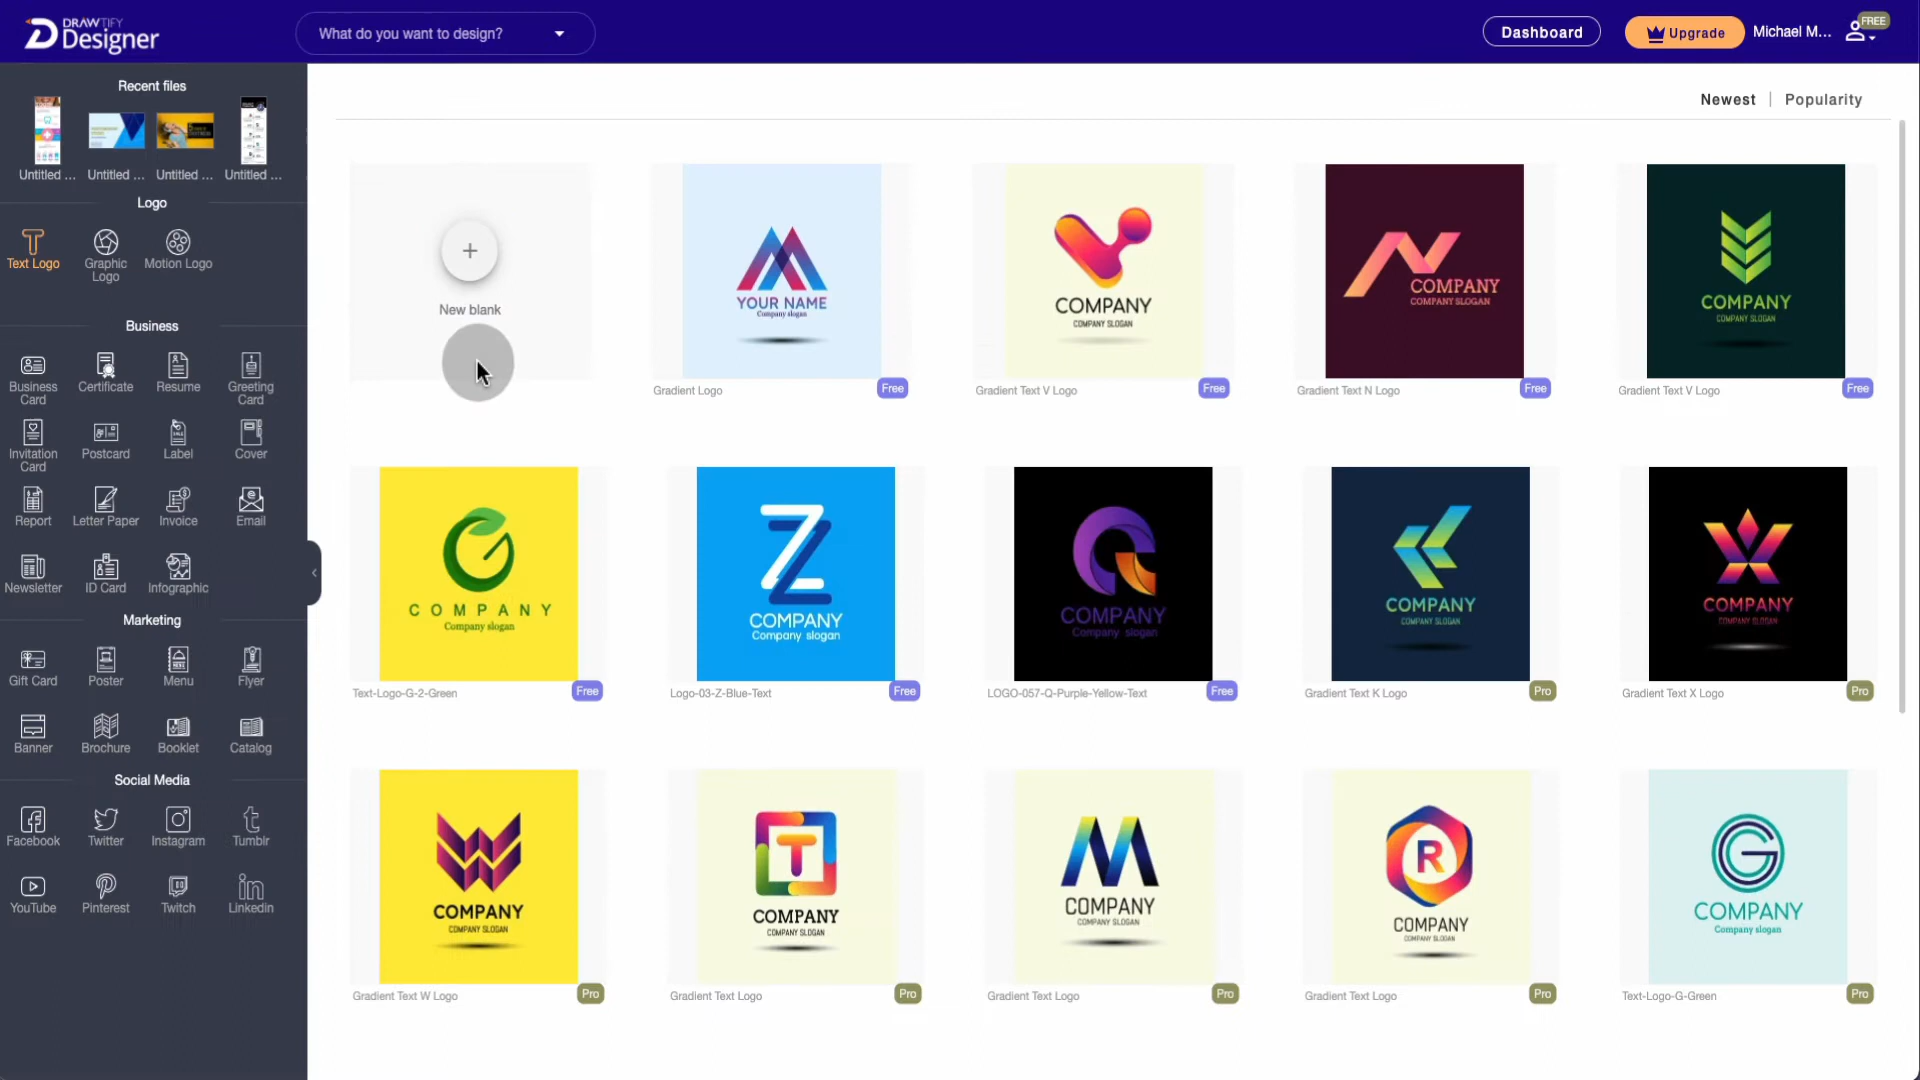 DRAWTIFY
Designer
What do you want to design?
Dashboard
Upgrade
Michael M...
FREE
Recent files
Untitled ...
Untitled ...
Untitled ...
Untitled ...
Logo
Text Logo
Graphic
Logo
Motion Logo
Business
Business
Card
Certificate
Resume
Greeting
Card
Invitation
Card
Postcard
Label
Cover
Report
Letter Paper
Invoice
Email
Newsletter
ID Card
Infographic
Marketing
Gift Card
Poster
Menu
Flyer
Banner
Brochure
Booklet
Catalog
Social Media
Facebook
Twitter
Instagram
Tumblr
YouTube
Pinterest
Twitch
Linkedin
Newest | Popularity
New blank
YOUR NAME
Company slogan
Gradient Logo
Free
COMPANY
COMPANY SLOGAN
Gradient Text V Logo
Free
COMPANY
COMPANY SLOGAN
Gradient Text N Logo
Free
COMPANY
COMPANY SLOGAN
Gradient Text V Logo
Free
COMPANY
Company slogan
Text-Logo-G-2-Green
Free
Z
COMPANY
Company slogan
Logo-03-Z-Blue-Text
Free
COMPANY
Company slogan
LOGO-057-Q-Purple-Yellow-Text
Free
COMPANY
COMPANY SLOGAN
Gradient Text K Logo
Pro
COMPANY
COMPANY SLOGAN
Gradient Text X Logo
Pro
COMPANY
COMPANY SLOGAN
Gradient Text W Logo
Pro
T
COMPANY
COMPANY SLOGAN
Gradient Text Logo
Pro
M
COMPANY
COMPANY SLOGAN
Gradient Text Logo
Pro
R
COMPANY
COMPANY SLOGAN
Gradient Text Logo
Pro
G
COMPANY
Company slogan
Text-Logo-G-Green
Pro